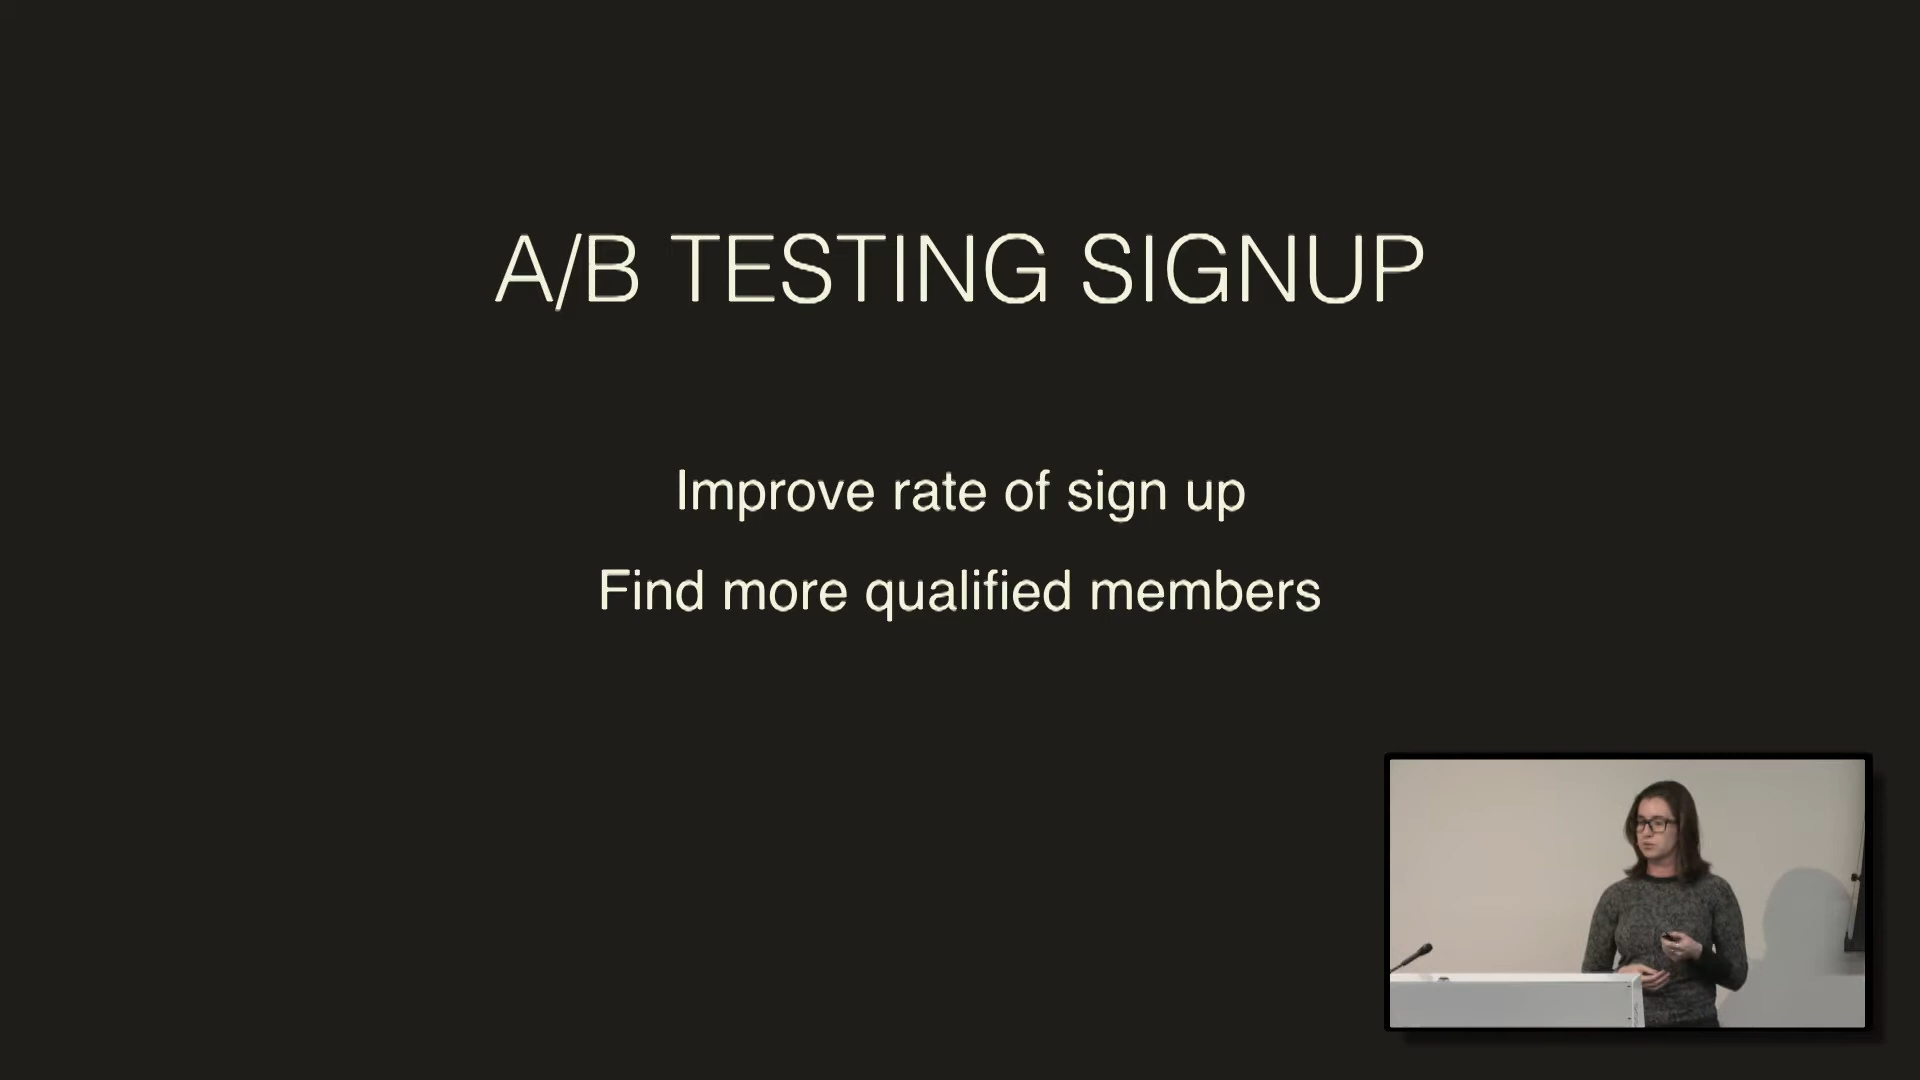 A/B TESTING SIGNUP
Improve rate of sign up
Find more qualified members